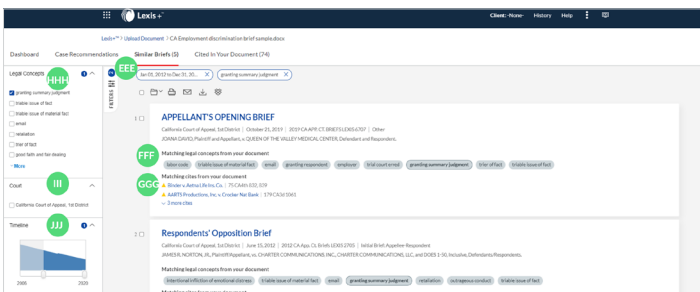 Lexis+™
Client: -None- History Help
Lexis+™ > Upload Document > CA Employment discrimination brief sample.docx
Dashboard Case Recommendations Similar Briefs (5) Cited In Your Document (74)
Legal Concepts 1
HHH
granting summary judgment
triable issue of fact
triable issue of material fact
email
retaliation
trier of fact
good faith and fair dealing
More
Court
III
California Court of Appeal, 1st District
Timeline
JJJ
2005 2020
FILTERS
EEE
Jan 01, 2012 to Dec 31, 20... X granting summary judgment X
1 APPELLANT'S OPENING BRIEF
California Court of Appeal, 1st District | October 21, 2019 | 2019 CA APP. CT. BRIEFS LEXIS 6707 | Other
JOANA DAVID, Plaintiff and Appellant, v. QUEEN OF THE VALLEY MEDICAL CENTER, Defendant and Respondent.
FFF
Matching legal concepts from your document
labor code triable issue of material fact email granting respondent employer trial court erred granting summary judgment trier of fact triable issue of fact
GGG
Matching cites from your document
Binder v. Aetna Life Ins. Co. | 75 CA4th 832, 839
AARTS Productions, Inc. v. Crocker Nat Bank | 179 CA3d 1061
2 more cites
2 Respondents' Opposition Brief
California Court of Appeal, 1st District | June 15, 2012 | 2012 CA App. Ct. Briefs LEXIS 2705 | Initial Brief: Appellee-Respondent
JAMES R. NORTON, JR., Plaintiff/Appellant, vs. CHARTER COMMUNICATIONS, INC., CHARTER COMMUNICATIONS, LLC, and DOES 1-50, Inclusive, Defendants/Respondents.
Matching legal concepts from your document
intentional infliction of emotional distress triable issue of material fact email granting summary judgment retaliation outrageous conduct triable issue of fact